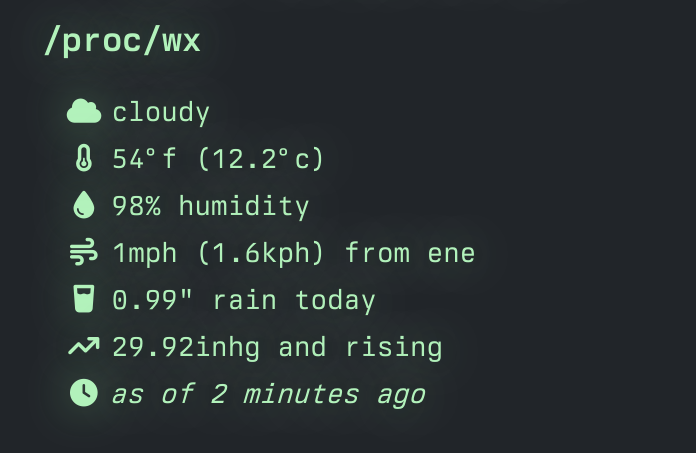 /proc/wx
cloudy
54°f (12.2°c)
98% humidity
1mph (1.6kph) from ene
0.99" rain today
29.92inhg and rising
as of 2 minutes ago